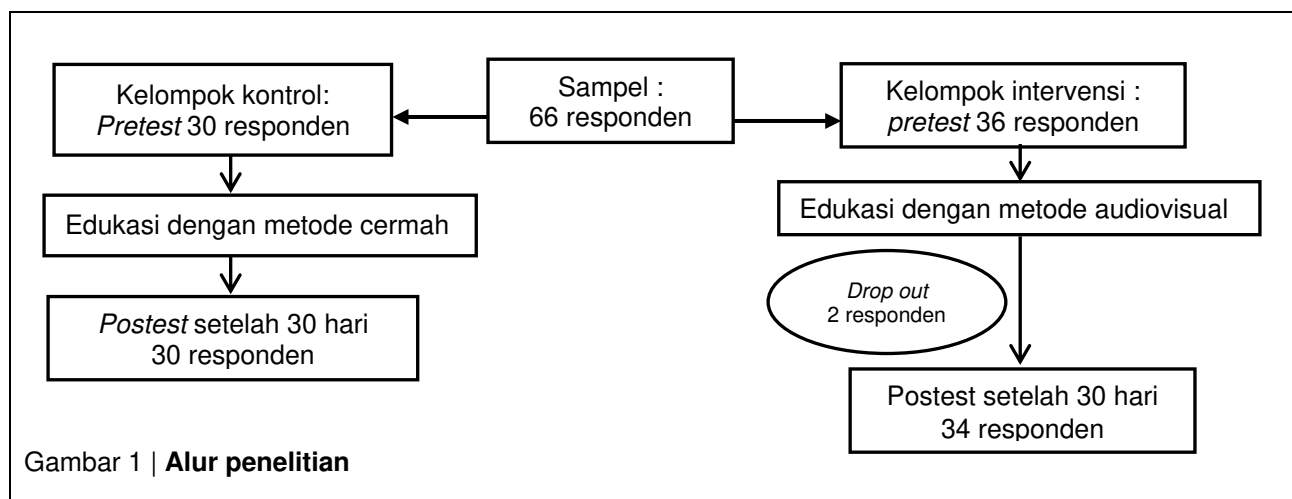 Sampel :
66 responden
Kelompok kontrol:
Pretest 30 responden
Edukasi dengan metode cermah
Postest setelah 30 hari
30 responden
Kelompok intervensi :
pretest 36 responden
Edukasi dengan metode audiovisual
Drop out
2 responden
Postest setelah 30 hari
34 responden
Gambar 1 | Alur penelitian